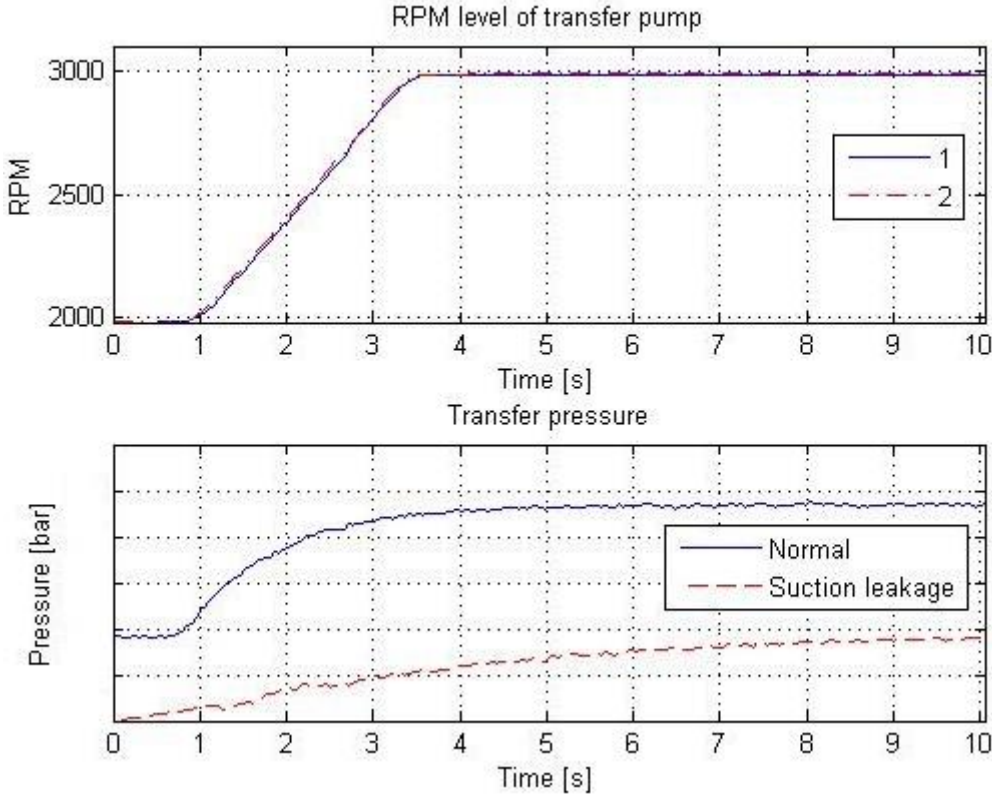 RPM level of transfer pump
3000
2500
2000
RPM
1
2
0 1 2 3 4 5 6 7 8 9 10
Time [s]
Transfer pressure
Pressure [bar]
Normal
Suction leakage
0 1 2 3 4 5 6 7 8 9 10
Time [s]